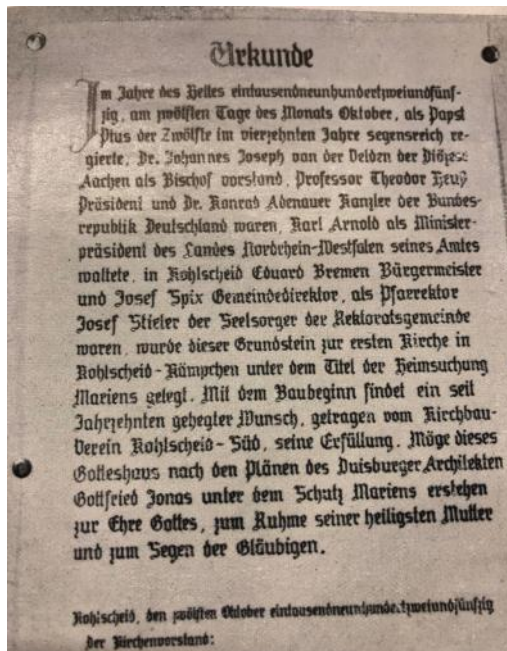 Urkunde
Im Jahre des Heiles eintausendneunhundertzweiundfünf-
zig, am zwölften Tage des Monats Oktober, als Papst
Pius der Zwölfte im vierzehnten Jahre segensreich re-
gierte, Dr. Johannes Joseph van der Velden der Diözese
Aachen als Bischof vorstand, Professor Theodor Heuß
Präsident und Dr. Konrad Adenauer Kanzler der Bundes-
republik Deutschland waren, Karl Arnold als Minister-
präsident des Landes Nordrhein-Westfalen seines Amtes
waltete, in Kohlscheid Eduard Bremen Bürgermeister
und Josef Spix Gemeindedirektor, als Pfarrektor
Josef Stieler der Seelsorger der Rektoratsgemeinde
waren, wurde dieser Grundstein zur ersten Kirche in
Kohlscheid-Kämpchen unter dem Titel der Heimsuchung
Mariens gelegt. Mit dem Baubeginn findet ein seit
Jahrzehnten gehegter Wunsch, getragen vom Kirchbau-
Verein Kohlscheid-Süd, seine Erfüllung. Möge dieses
Gotteshaus nach den Plänen des Duisburger Architekten
Gottfried Jonas unter dem Schutz Mariens erstehen
zur Ehre Gottes, zum Ruhme seiner heiligsten Mutter
und zum Segen der Gläubigen.
Kohlscheid, den zwölften Oktober eintausendneunhundertzweiundfünfzig
Der Kirchenvorstand: